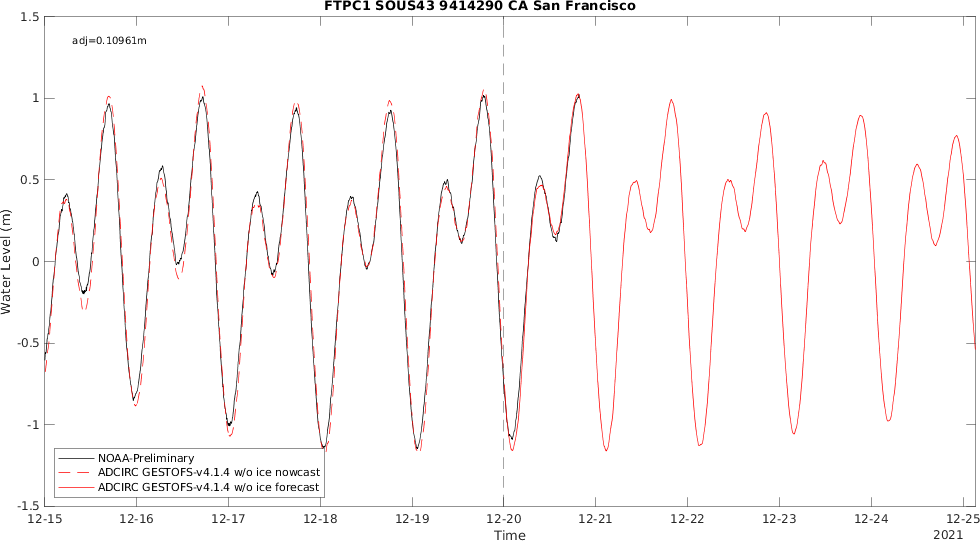 FTPC1 SOUS43 9414290 CA San Francisco
1.5
adj=0.10961m
1
0.5
0
-0.5
-1
-1.5
Water Level (m)
NOAA-Preliminary
ADCIRC GESTOFS-v4.1.4 w/o ice nowcast
ADCIRC GESTOFS-v4.1.4 w/o ice forecast
12-15 12-16 12-17 12-18 12-19 12-20 12-21 12-22 12-23 12-24 12-25
Time
2021